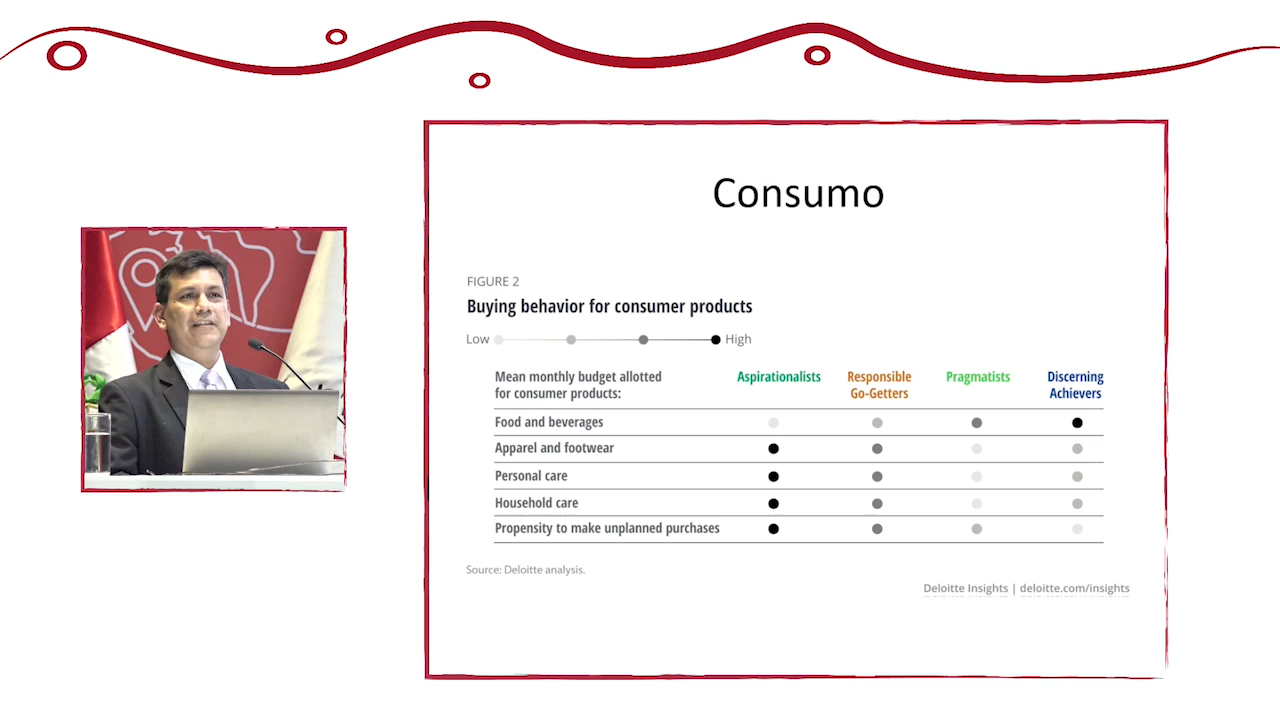 Consumo
FIGURE 2
Buying behavior for consumer products
Low High
Mean monthly budget allotted
for consumer products:
Aspirationalists
Responsible
Go-Getters
Pragmatists
Discerning
Achievers
Food and beverages
Apparel and footwear
Personal care
Household care
Propensity to make unplanned purchases
Source: Deloitte analysis.
Deloitte Insights | deloitte.com/insights